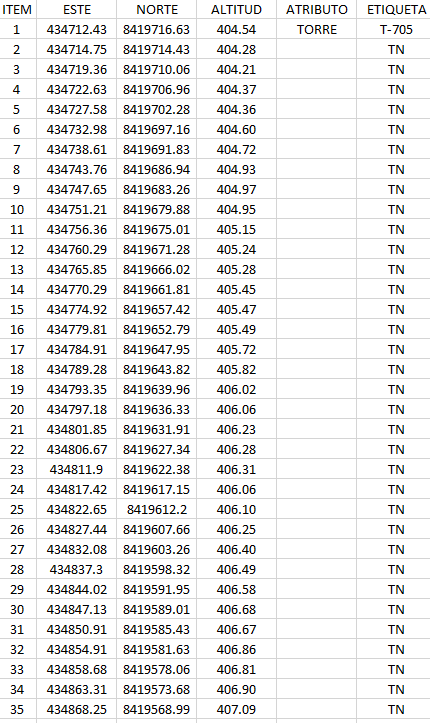 ITEM ESTE NORTE ALTITUD ATRIBUTO ETIQUETA
1 434712.43 8419716.63 404.54 TORRE T-705
2 434714.75 8419714.43 404.28 TN
3 434719.36 8419710.06 404.21 TN
4 434722.63 8419706.96 404.37 TN
5 434727.58 8419702.28 404.36 TN
6 434732.98 8419697.16 404.60 TN
7 434738.61 8419691.83 404.72 TN
8 434743.76 8419686.94 404.93 TN
9 434747.65 8419683.26 404.97 TN
10 434751.21 8419679.88 404.95 TN
11 434756.36 8419675.01 405.15 TN
12 434760.29 8419671.28 405.24 TN
13 434765.85 8419666.02 405.28 TN
14 434770.29 8419661.81 405.45 TN
15 434774.92 8419657.42 405.47 TN
16 434779.81 8419652.79 405.49 TN
17 434784.91 8419647.95 405.72 TN
18 434789.28 8419643.82 405.82 TN
19 434793.35 8419639.96 406.02 TN
20 434797.18 8419636.33 406.06 TN
21 434801.85 8419631.91 406.23 TN
22 434806.67 8419627.34 406.28 TN
23 434811.9 8419622.38 406.31 TN
24 434817.42 8419617.15 406.06 TN
25 434822.65 8419612.2 406.10 TN
26 434827.44 8419607.66 406.25 TN
27 434832.08 8419603.26 406.40 TN
28 434837.3 8419598.32 406.49 TN
29 434844.02 8419591.95 406.58 TN
30 434847.13 8419589.01 406.68 TN
31 434850.91 8419585.43 406.67 TN
32 434854.91 8419581.63 406.86 TN
33 434858.68 8419578.06 406.81 TN
34 434863.31 8419573.68 406.90 TN
35 434868.25 8419568.99 407.09 TN